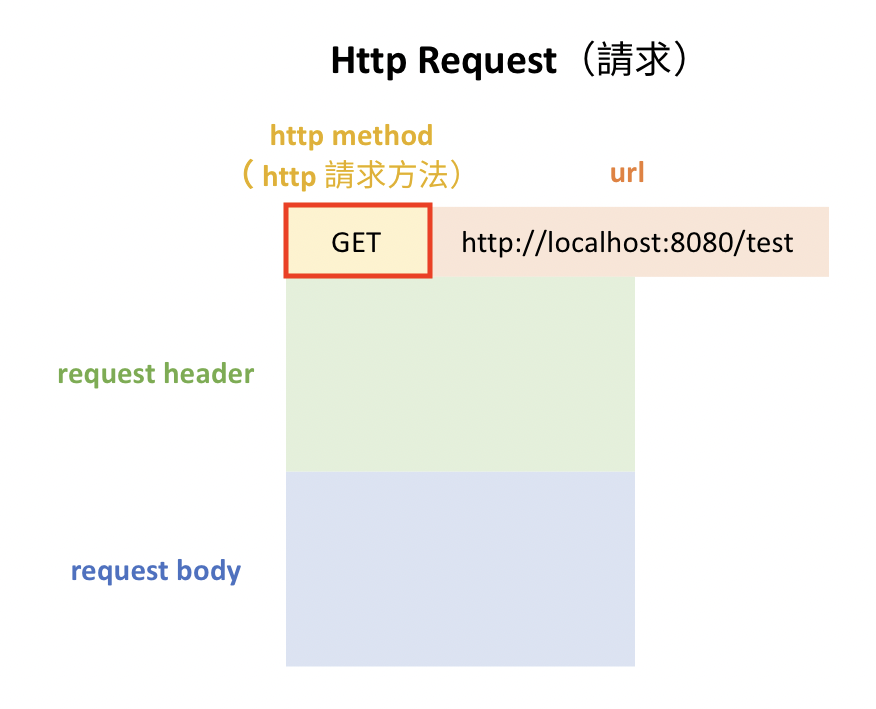 Http Request（請求）
http method
（ http 請求方法）
url
GET
http://localhost:8080/test
request header
request body